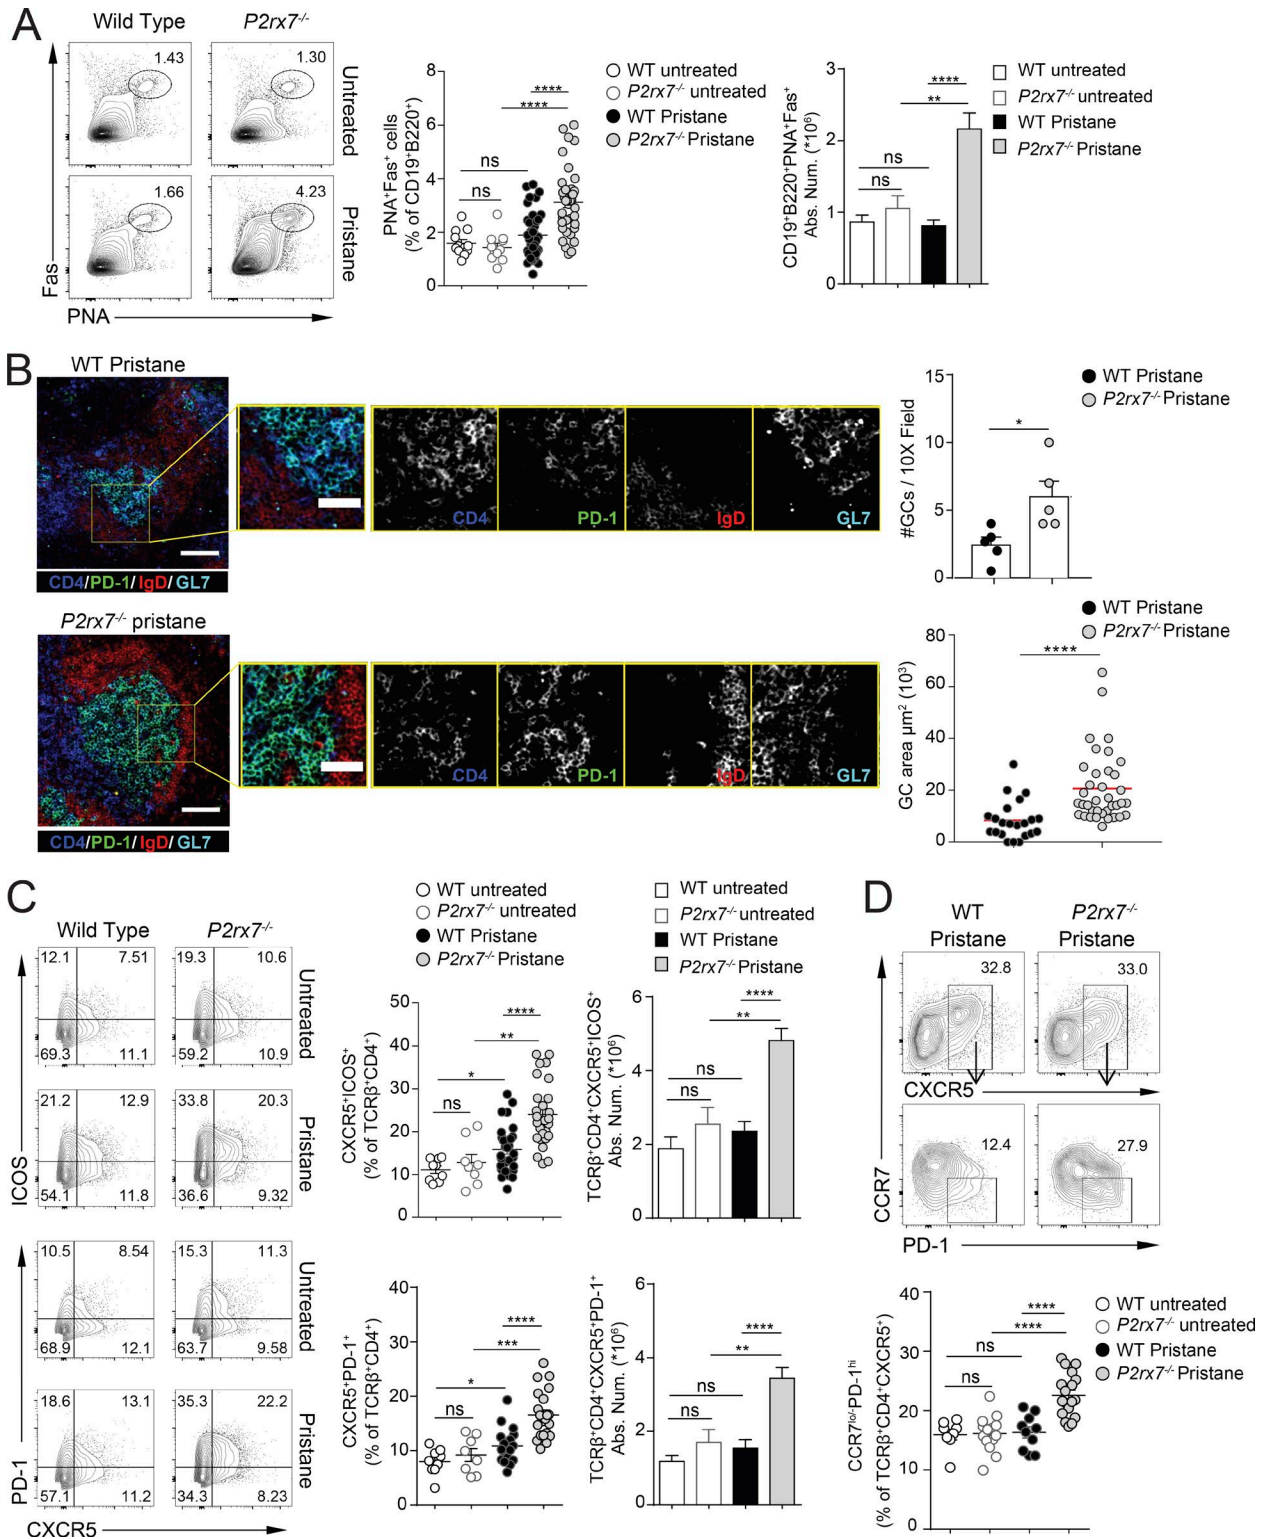 A
Wild Type
P2rx7-/-
1.43
1.30
Untreated
1.66
4.23
Pristane
Fas
PNA
PNA+Fas+ cells
(% of CD19+B220+)
8
6
4
2
0
ns
ns
****
****
WT untreated
P2rx7-/- untreated
WT Pristane
P2rx7-/- Pristane
CD19+B220+PNA+Fas+
Abs. Num. (*10⁶)
3
2
1
0
ns
ns
**
****
WT untreated
P2rx7-/- untreated
WT Pristane
P2rx7-/- Pristane
B
WT Pristane
CD4/PD-1/IgD/GL7
CD4
PD-1
IgD
GL7
#GCs / 10X Field
15
10
5
0
*
WT Pristane
P2rx7-/- Pristane
P2rx7-/- pristane
CD4/PD-1/IgD/GL7
CD4
PD-1
IgD
GL7
GC area µm² (10³)
80
60
40
20
0
****
WT Pristane
P2rx7-/- Pristane
C
Wild Type
P2rx7-/-
12.1
7.51
69.3
11.1
19.3
10.6
59.2
10.9
Untreated
21.2
12.9
54.1
11.8
33.8
20.3
36.6
9.32
Pristane
ICOS
10.5
8.54
68.9
12.1
15.3
11.3
63.7
9.58
Untreated
18.6
13.1
57.1
11.2
35.3
22.2
34.3
8.23
Pristane
PD-1
CXCR5
WT untreated
P2rx7-/- untreated
WT Pristane
P2rx7-/- Pristane
CXCR5+ICOS+
(% of TCRβ+CD4+)
50
40
30
20
10
0
ns
*
**
****
WT untreated
P2rx7-/- untreated
WT Pristane
P2rx7-/- Pristane
TCRβ+CD4+CXCR5+ICOS+
Abs. Num. (*10⁶)
6
4
2
0
ns
ns
**
****
CXCR5+PD-1+
(% of TCRβ+CD4+)
40
30
20
10
0
ns
*
***
****
TCRβ+CD4+CXCR5+PD-1+
Abs. Num. (*10⁶)
6
4
2
0
ns
ns
**
****
D
WT
Pristane
P2rx7-/-
Pristane
32.8
33.0
CXCR5
12.4
27.9
CCR7
PD-1
CCR7lo/-PD-1hi
(% of TCRβ+CD4+CXCR5+)
40
30
20
10
0
ns
ns
****
****
WT untreated
P2rx7-/- untreated
WT Pristane
P2rx7-/- Pristane